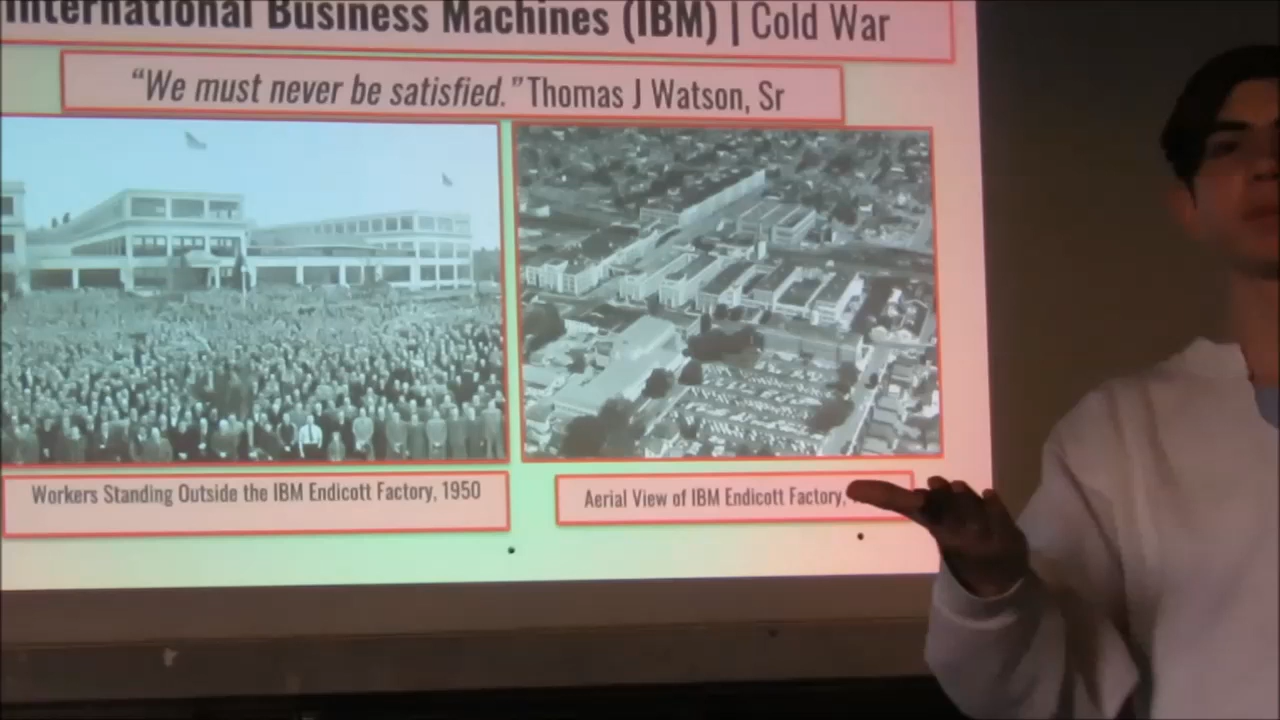 International Business Machines (IBM) | Cold War
“We must never be satisfied.” Thomas J Watson, Sr
Workers Standing Outside the IBM Endicott Factory, 1950
Aerial View of IBM Endicott Factory,